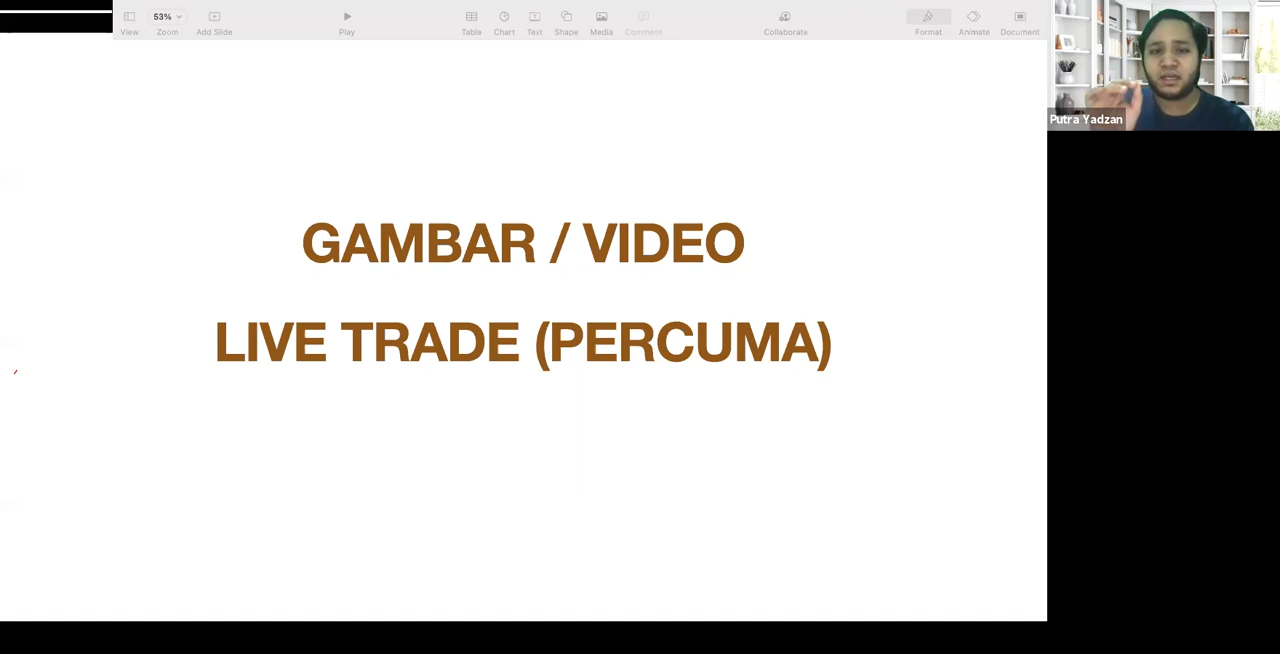 53%
View
Zoom
Add Slide
Play
Table
Chart
Text
Shape
Media
Comment
Collaborate
Format
Animate
Document
Putra Yadzan
GAMBAR / VIDEO
LIVE TRADE (PERCUMA)